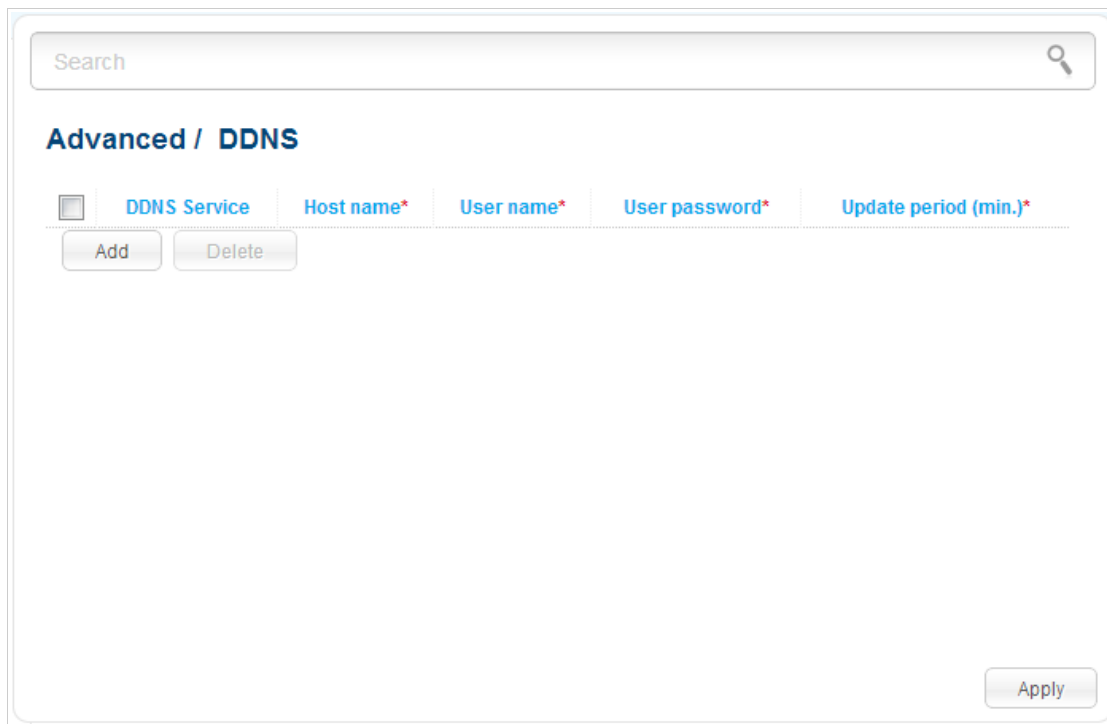 Search
Advanced / DDNS
DDNS Service Host name* User name* User password* Update period (min.)*
Add Delete
Apply